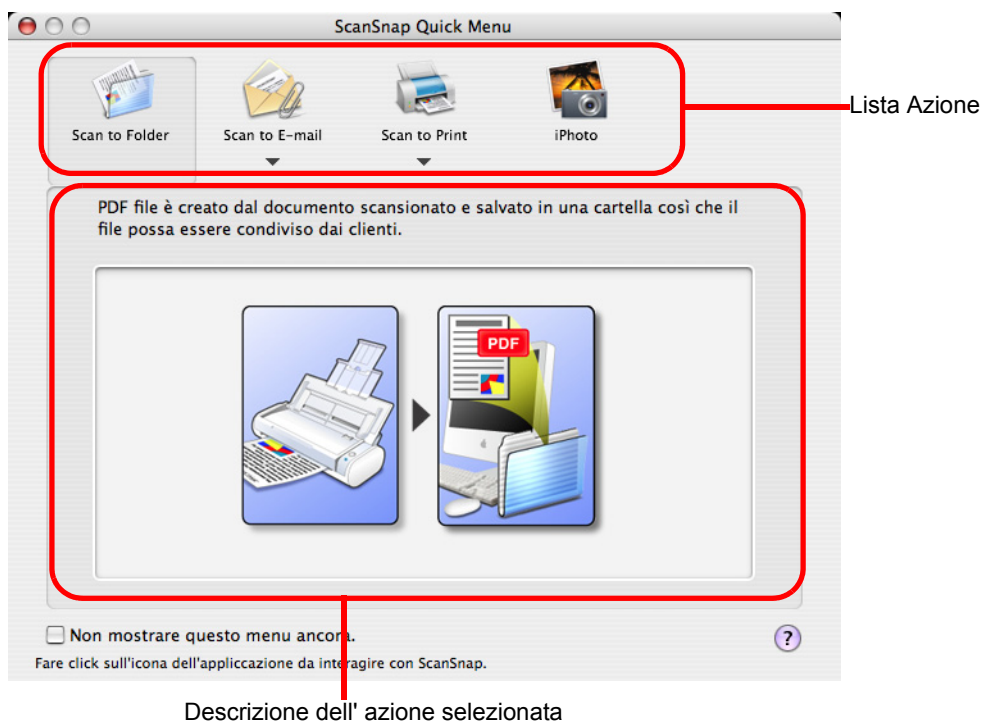 ScanSnap Quick Menu
Scan to Folder
Scan to E-mail
Scan to Print
iPhoto
Lista Azione
PDF file è creato dal documento scansionato e salvato in una cartella così che il
file possa essere condiviso dai clienti.
PDF
Non mostrare questo menu ancora.
?
Fare click sull'icona dell'appliccazione da interagire con ScanSnap.
Descrizione dell' azione selezionata